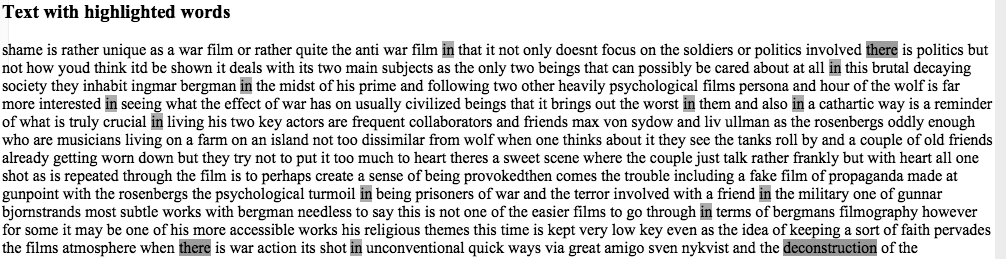 Text with highlighted words
shame is rather unique as a war film or rather quite the anti war film in that it not only doesnt focus on the soldiers or politics involved there is politics but
not how youd think itd be shown it deals with its two main subjects as the only two beings that can possibly be cared about at all in this brutal decaying
society they inhabit ingmar bergman in the midst of his prime and following two other heavily psychological films persona and hour of the wolf is far
more interested in seeing what the effect of war has on usually civilized beings that it brings out the worst in them and also in a cathartic way is a reminder
of what is truly crucial in living his two key actors are frequent collaborators and friends max von sydow and liv ullman as the rosenbergs oddly enough
who are musicians living on a farm on an island not too dissimilar from wolf when one thinks about it they see the tanks roll by and a couple of old friends
already getting worn down but they try not to put it too much to heart theres a sweet scene where the couple just talk rather frankly but with heart all one
shot as is repeated through the film is to perhaps create a sense of being provokedthen comes the trouble including a fake film of propaganda made at
gunpoint with the rosenbergs the psychological turmoil in being prisoners of war and the terror involved with a friend in the military one of gunnar
bjornstrands most subtle works with bergman needless to say this is not one of the easier films to go through in terms of bergmans filmography however
for some it may be one of his more accessible works his religious themes this time is kept very low key even as the idea of keeping a sort of faith pervades
the films atmosphere when there is war action its shot in unconventional quick ways via great amigo sven nykvist and the deconstruction of the